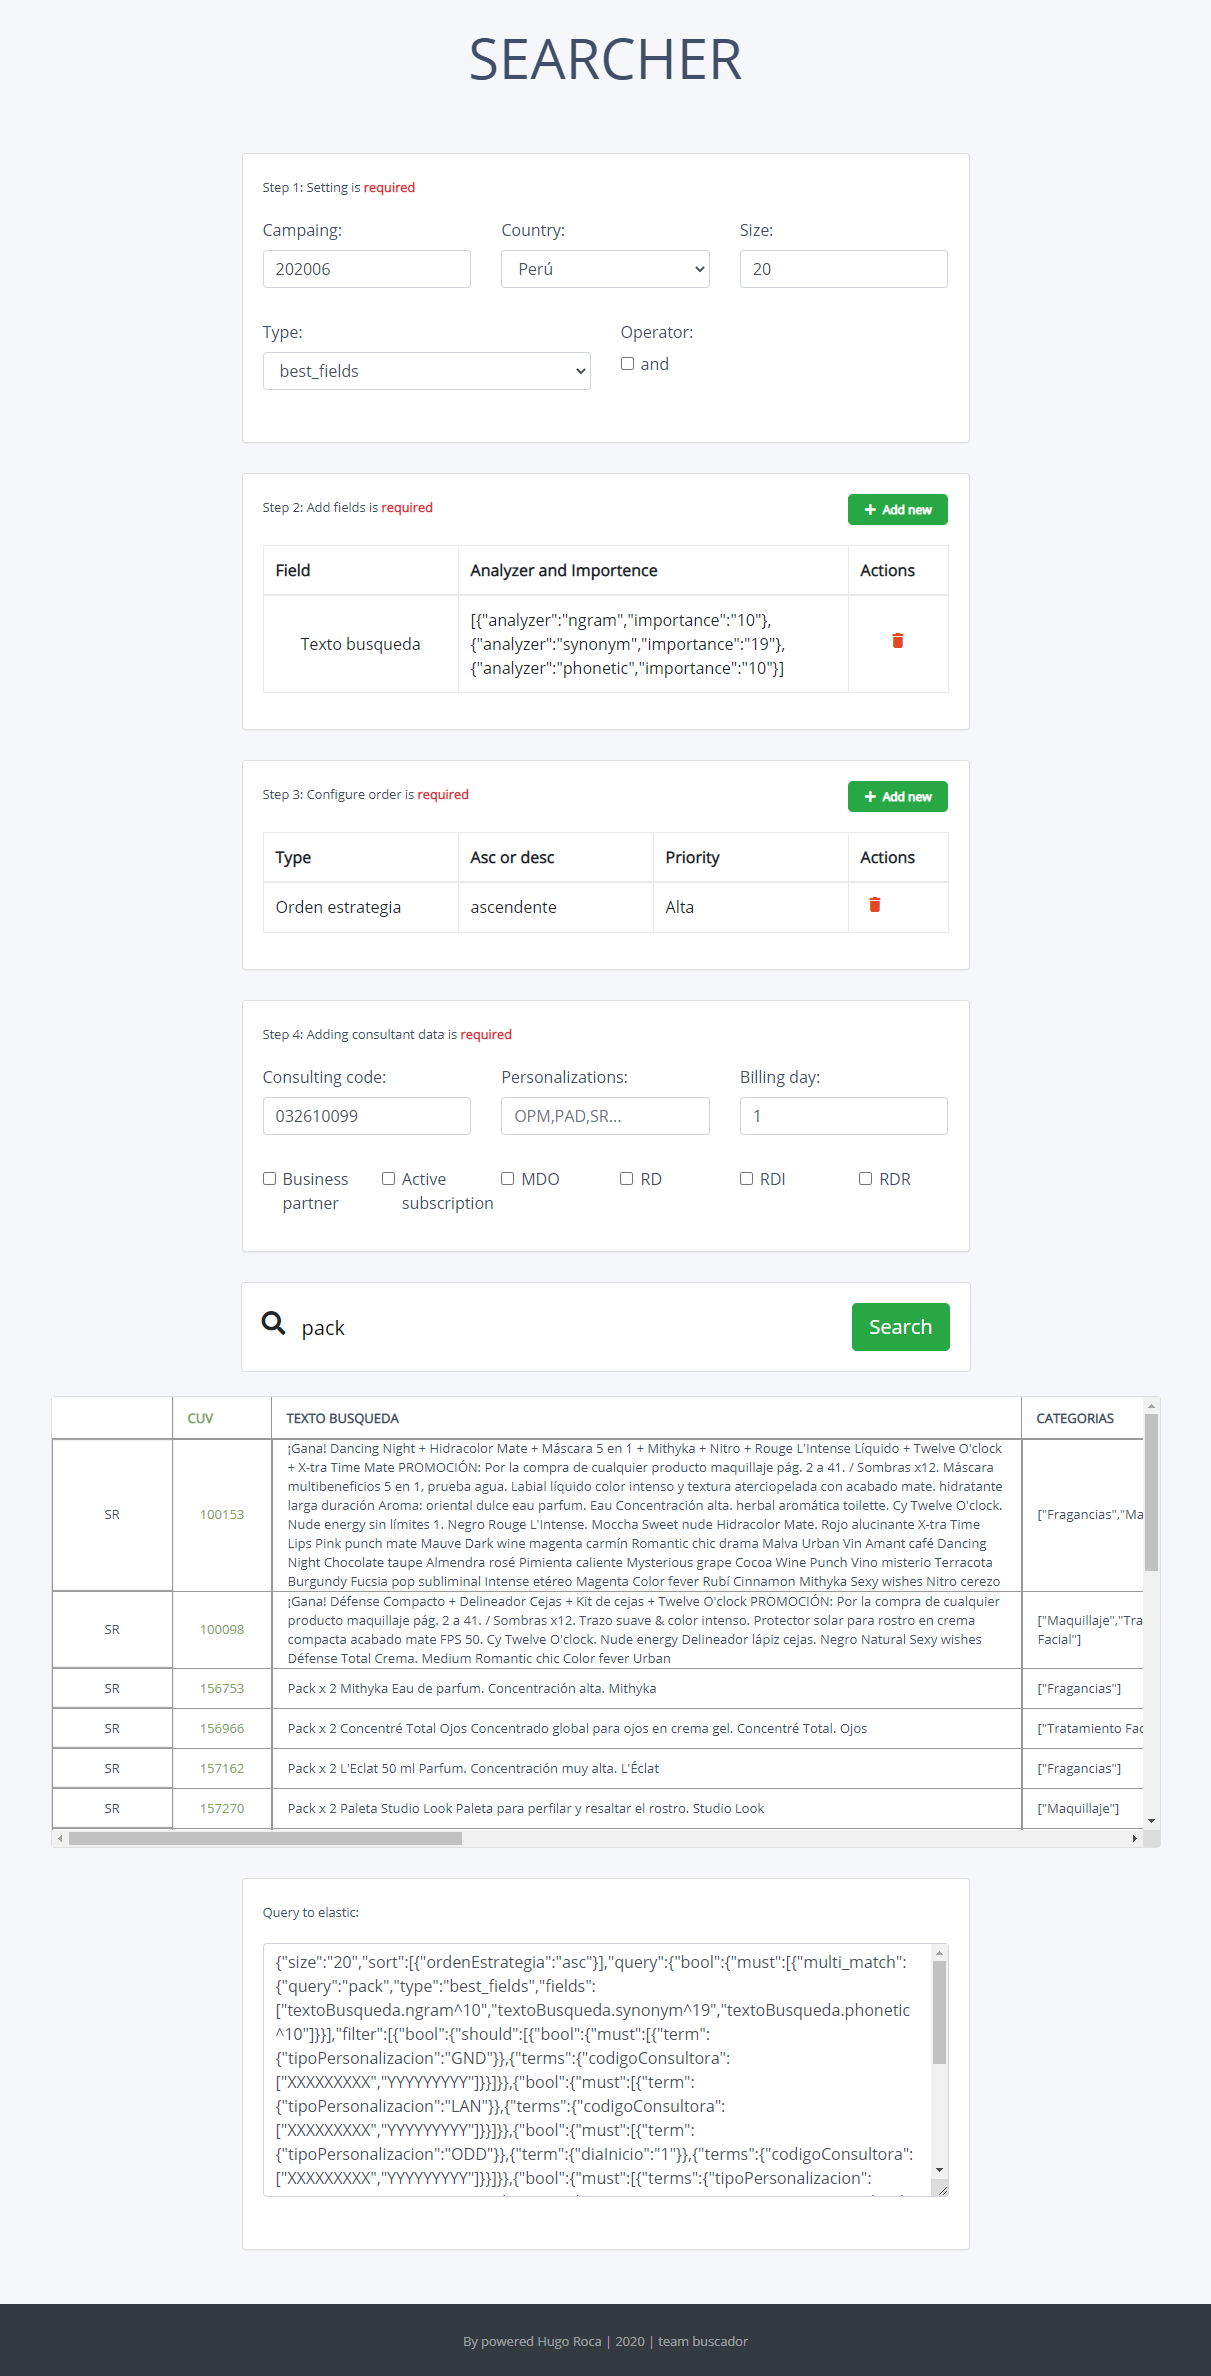 SEARCHER
Step 1: Setting is required
Campaing:
Country:
Size:
202006
Perú
20
Type:
Operator:
best_fields
and
Step 2: Add fields is required
Add new
Field
Analyzer and Importence
Actions
Texto busqueda
[{"analyzer":"ngram","importance":"10"},
{"analyzer":"synonym","importance":"19"},
{"analyzer":"phonetic","importance":"10"}]
Step 3: Configure order is required
Add new
Type
Asc or desc
Priority
Actions
Orden estrategia
ascendente
Alta
Step 4: Adding consultant data is required
Consulting code:
Personalizations:
Billing day:
032610099
OPM,PAD,SR...
1
Business
partner
Active
subscription
MDO
RD
RDI
RDR
pack
Search
CUV
TEXTO BUSQUEDA
CATEGORIAS
SR
100153
¡Gana! Dancing Night + Hidracolor Mate + Máscara 5 en 1 + Mithyka + Nitro + Rouge L'Intense Líquido + Twelve O'clock
+ X-tra Time Mate PROMOCIÓN: Por la compra de cualquier producto maquillaje pág. 2 a 41. / Sombras x12. Máscara
multibeneficios 5 en 1, prueba agua. Labial líquido color intenso y textura aterciopelada con acabado mate. hidratante
larga duración Aroma: oriental dulce eau parfum. Eau Concentración alta. herbal aromática toilette. Cy Twelve O'clock.
Nude energy sin límites 1. Negro Rouge L'Intense. Moccha Sweet nude Hidracolor Mate. Rojo alucinante X-tra Time
Lips Pink punch mate Mauve Dark wine magenta carmín Romantic chic drama Malva Urban Vin Amant café Dancing
Night Chocolate taupe Almendra rosé Pimienta caliente Mysterious grape Cocoa Wine Punch Vino misterio Terracota
Burgundy Fucsia pop subliminal Intense etéreo Magenta Color fever Rubí Cinnamon Mithyka Sexy wishes Nitro cerezo
["Fragancias","Ma
SR
100098
¡Gana! Défense Compacto + Delineador Cejas + Kit de cejas + Twelve O'clock PROMOCIÓN: Por la compra de cualquier
producto maquillaje pág. 2 a 41. / Sombras x12. Trazo suave & color intenso. Protector solar para rostro en crema
compacta acabado mate FPS 50. Cy Twelve O'clock. Nude energy Delineador lápiz cejas. Negro Natural Sexy wishes
Défense Total Crema. Medium Romantic chic Color fever Urban
["Maquillaje","Tra
Facial"]
SR
156753
Pack x 2 Mithyka Eau de parfum. Concentración alta. Mithyka
["Fragancias"]
SR
156966
Pack x 2 Concentré Total Ojos Concentrado global para ojos en crema gel. Concentré Total. Ojos
["Tratamiento Fac
SR
157162
Pack x 2 L'Eclat 50 ml Parfum. Concentración muy alta. L'Éclat
["Fragancias"]
SR
157270
Pack x 2 Paleta Studio Look Paleta para perfilar y resaltar el rostro. Studio Look
["Maquillaje"]
Query to elastic:
{"size":"20","sort":[{"ordenEstrategia":"asc"}],"query":{"bool":{"must":[{"multi_match":
{"query":"pack","type":"best_fields","fields":
["textoBusqueda.ngram^10","textoBusqueda.synonym^19","textoBusqueda.phonetic
^10"]}}],"filter":[{"bool":{"should":[{"bool":{"must":[{"term":
{"tipoPersonalizacion":"GND"}},{"terms":{"codigoConsultora":
["XXXXXXXXX","YYYYYYYYY"]}}]}},{"bool":{"must":[{"term":
{"tipoPersonalizacion":"LAN"}},{"terms":{"codigoConsultora":
["XXXXXXXXX","YYYYYYYYY"]}}]}},{"bool":{"must":[{"term":
{"tipoPersonalizacion":"ODD"}},{"term":{"diaInicio":"1"}},{"terms":{"codigoConsultora":
["XXXXXXXXX","YYYYYYYYY"]}}]}},{"bool":{"must":[{"terms":{"tipoPersonalizacion":
By powered Hugo Roca | 2020 | team buscador